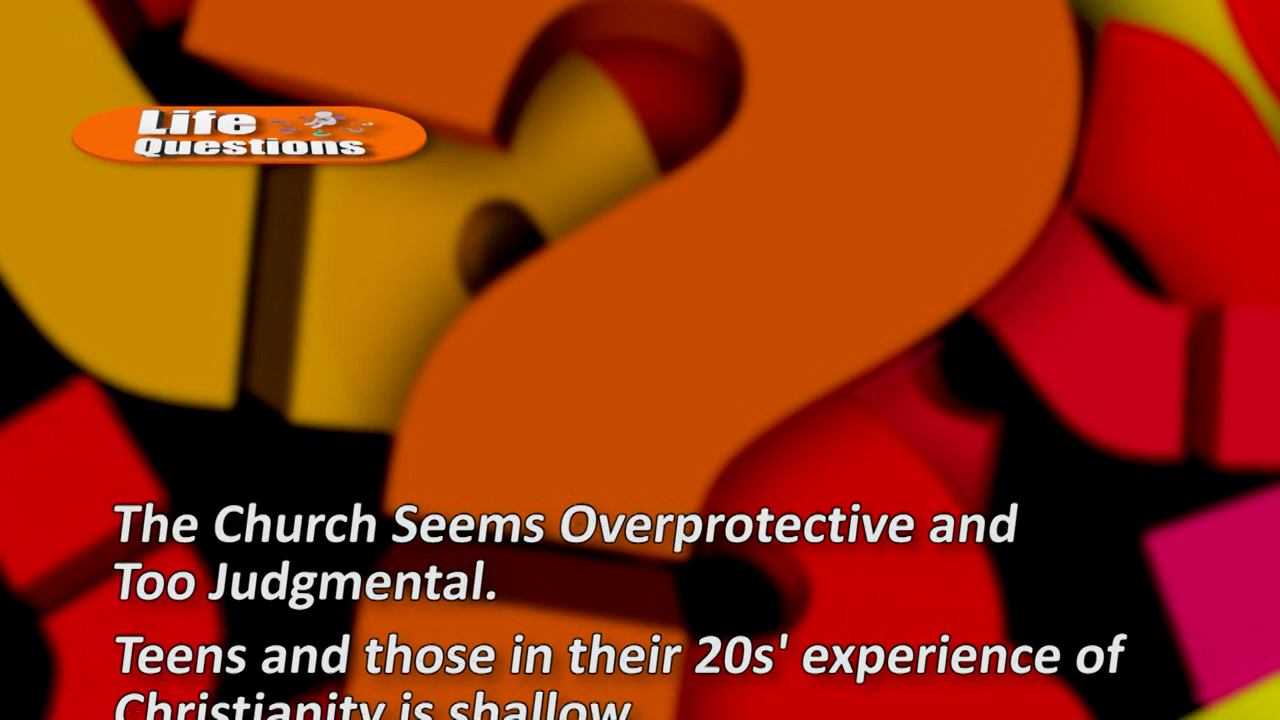 Life
Questions
The Church Seems Overprotective and
Too Judgmental.
Teens and those in their 20s' experience of
Christianity is shallow.